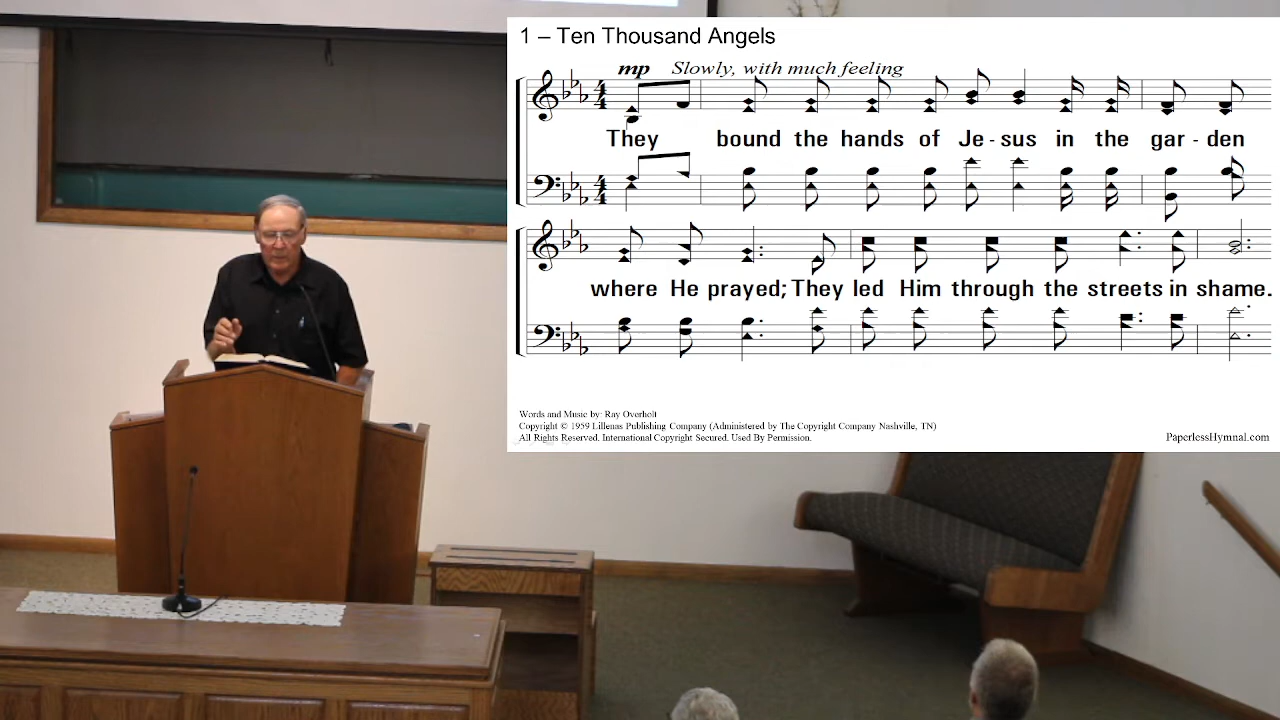 1 – Ten Thousand Angels
mp Slowly, with much feeling
They bound the hands of Je - sus in the gar - den
where He prayed; They led Him through the streets in shame.
Words and Music by: Ray Overholt
Copyright © 1959 Lillenas Publishing Company (Administered by The Copyright Company Nashville, TN)
All Rights Reserved. International Copyright Secured. Used By Permission.
PaperlessHymnal.com